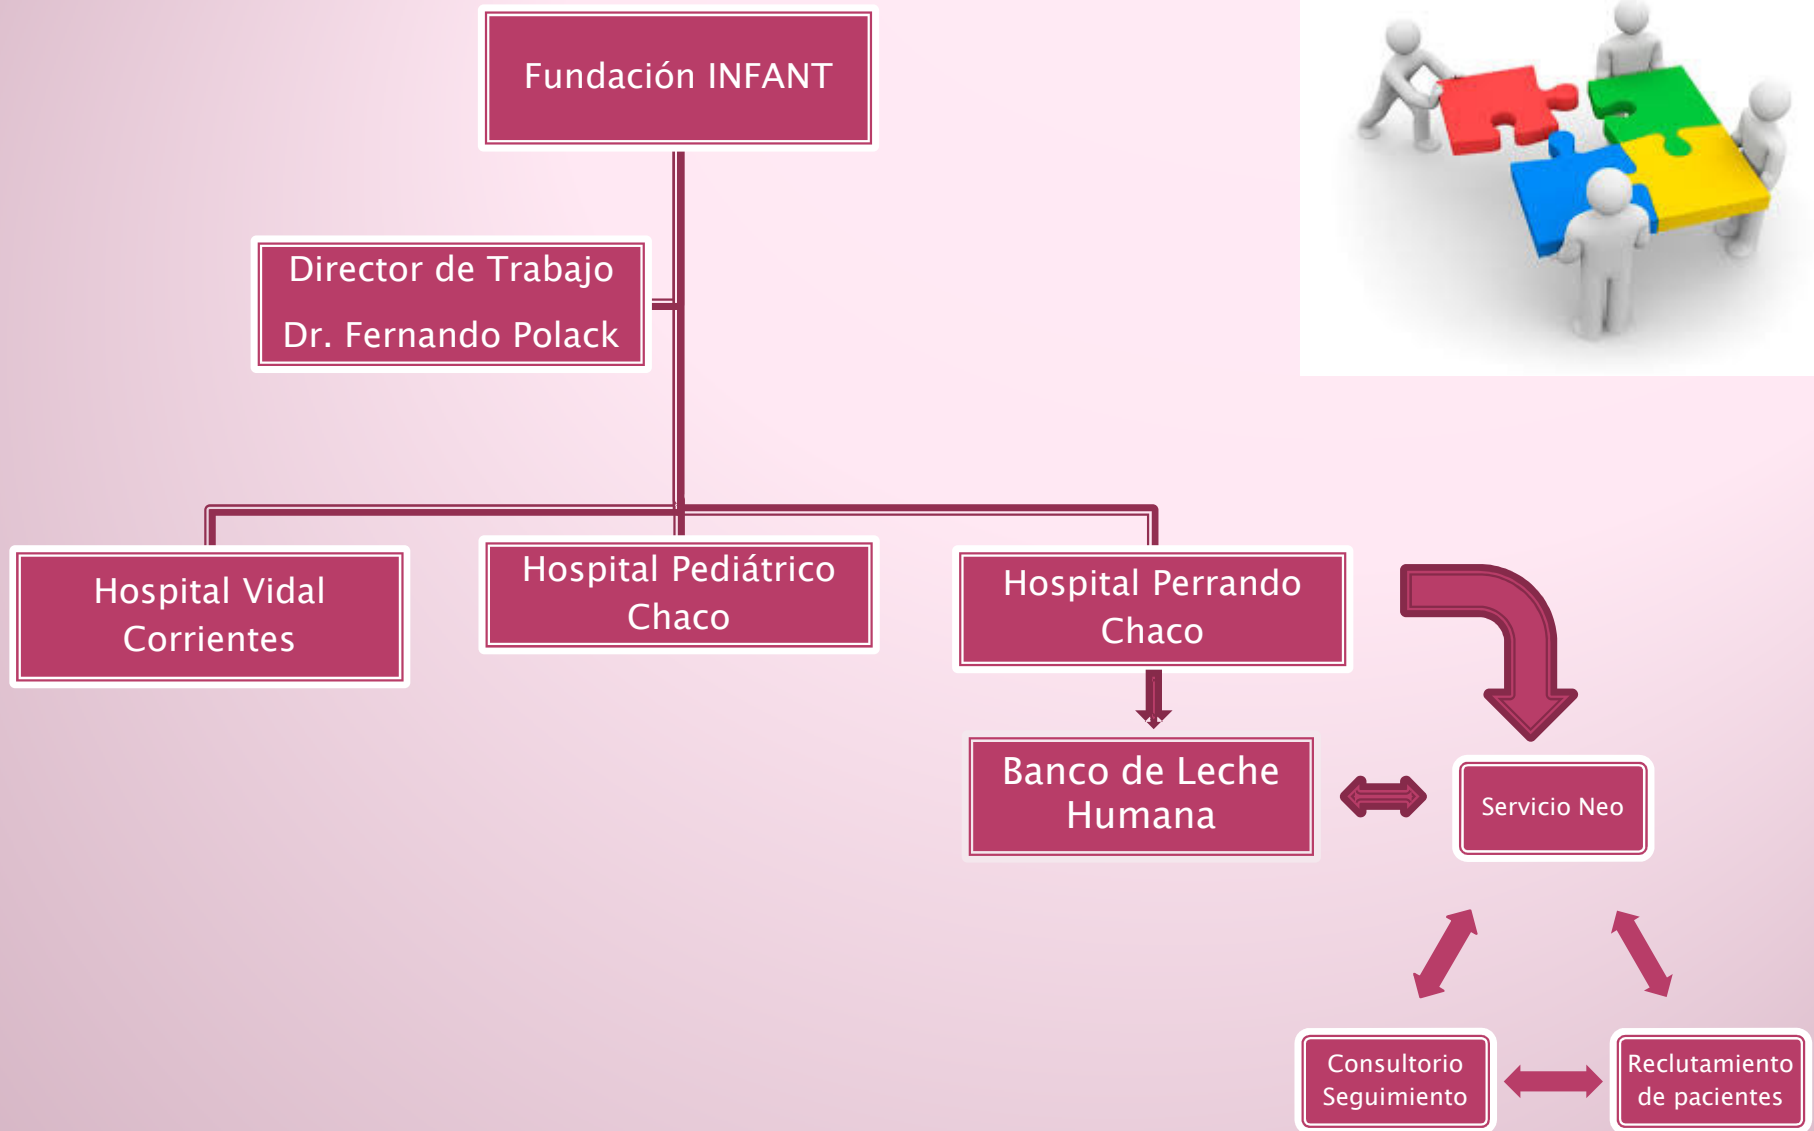 Fundación INFANT
Director de Trabajo
Dr. Fernando Polack
Hospital Vidal
Corrientes
Hospital Pediátrico
Chaco
Hospital Perrando
Chaco
Banco de Leche
Humana
Servicio Neo
Consultorio
Seguimiento
Reclutamiento
de pacientes